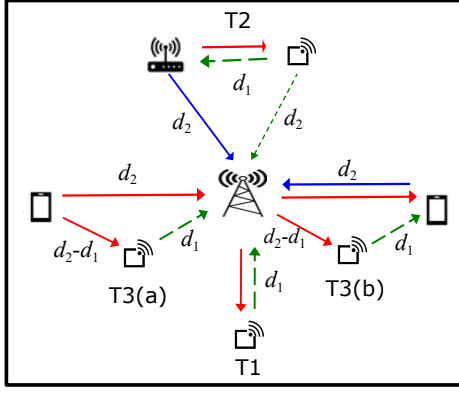 T2
d₁
d₂
d₂
d₂
d₂
d₂-d₁
d₁
d₂-d₁
d₁
T3(a)
d₁
T3(b)
T1